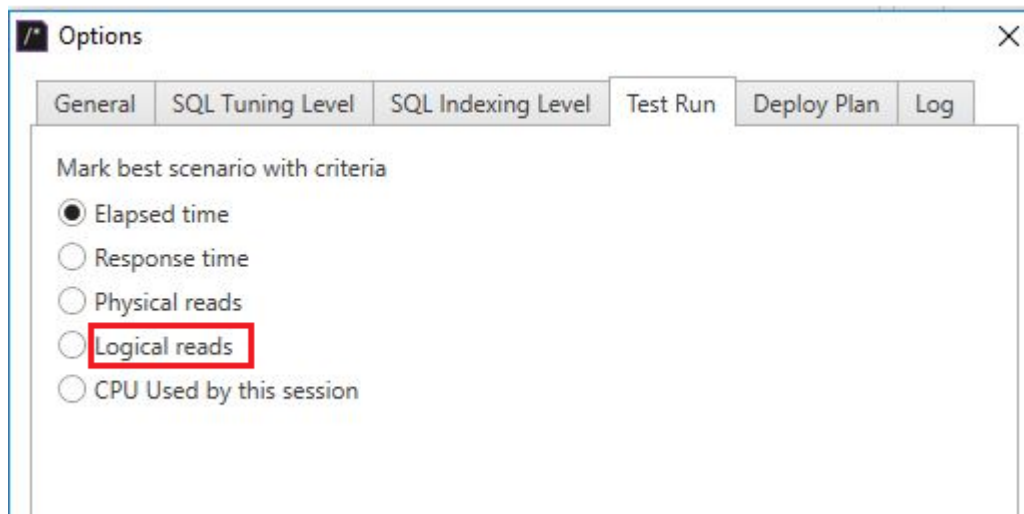 /*
Options
General SQL Tuning Level SQL Indexing Level Test Run Deploy Plan Log
Mark best scenario with criteria
Elapsed time
Response time
Physical reads
Logical reads
CPU Used by this session